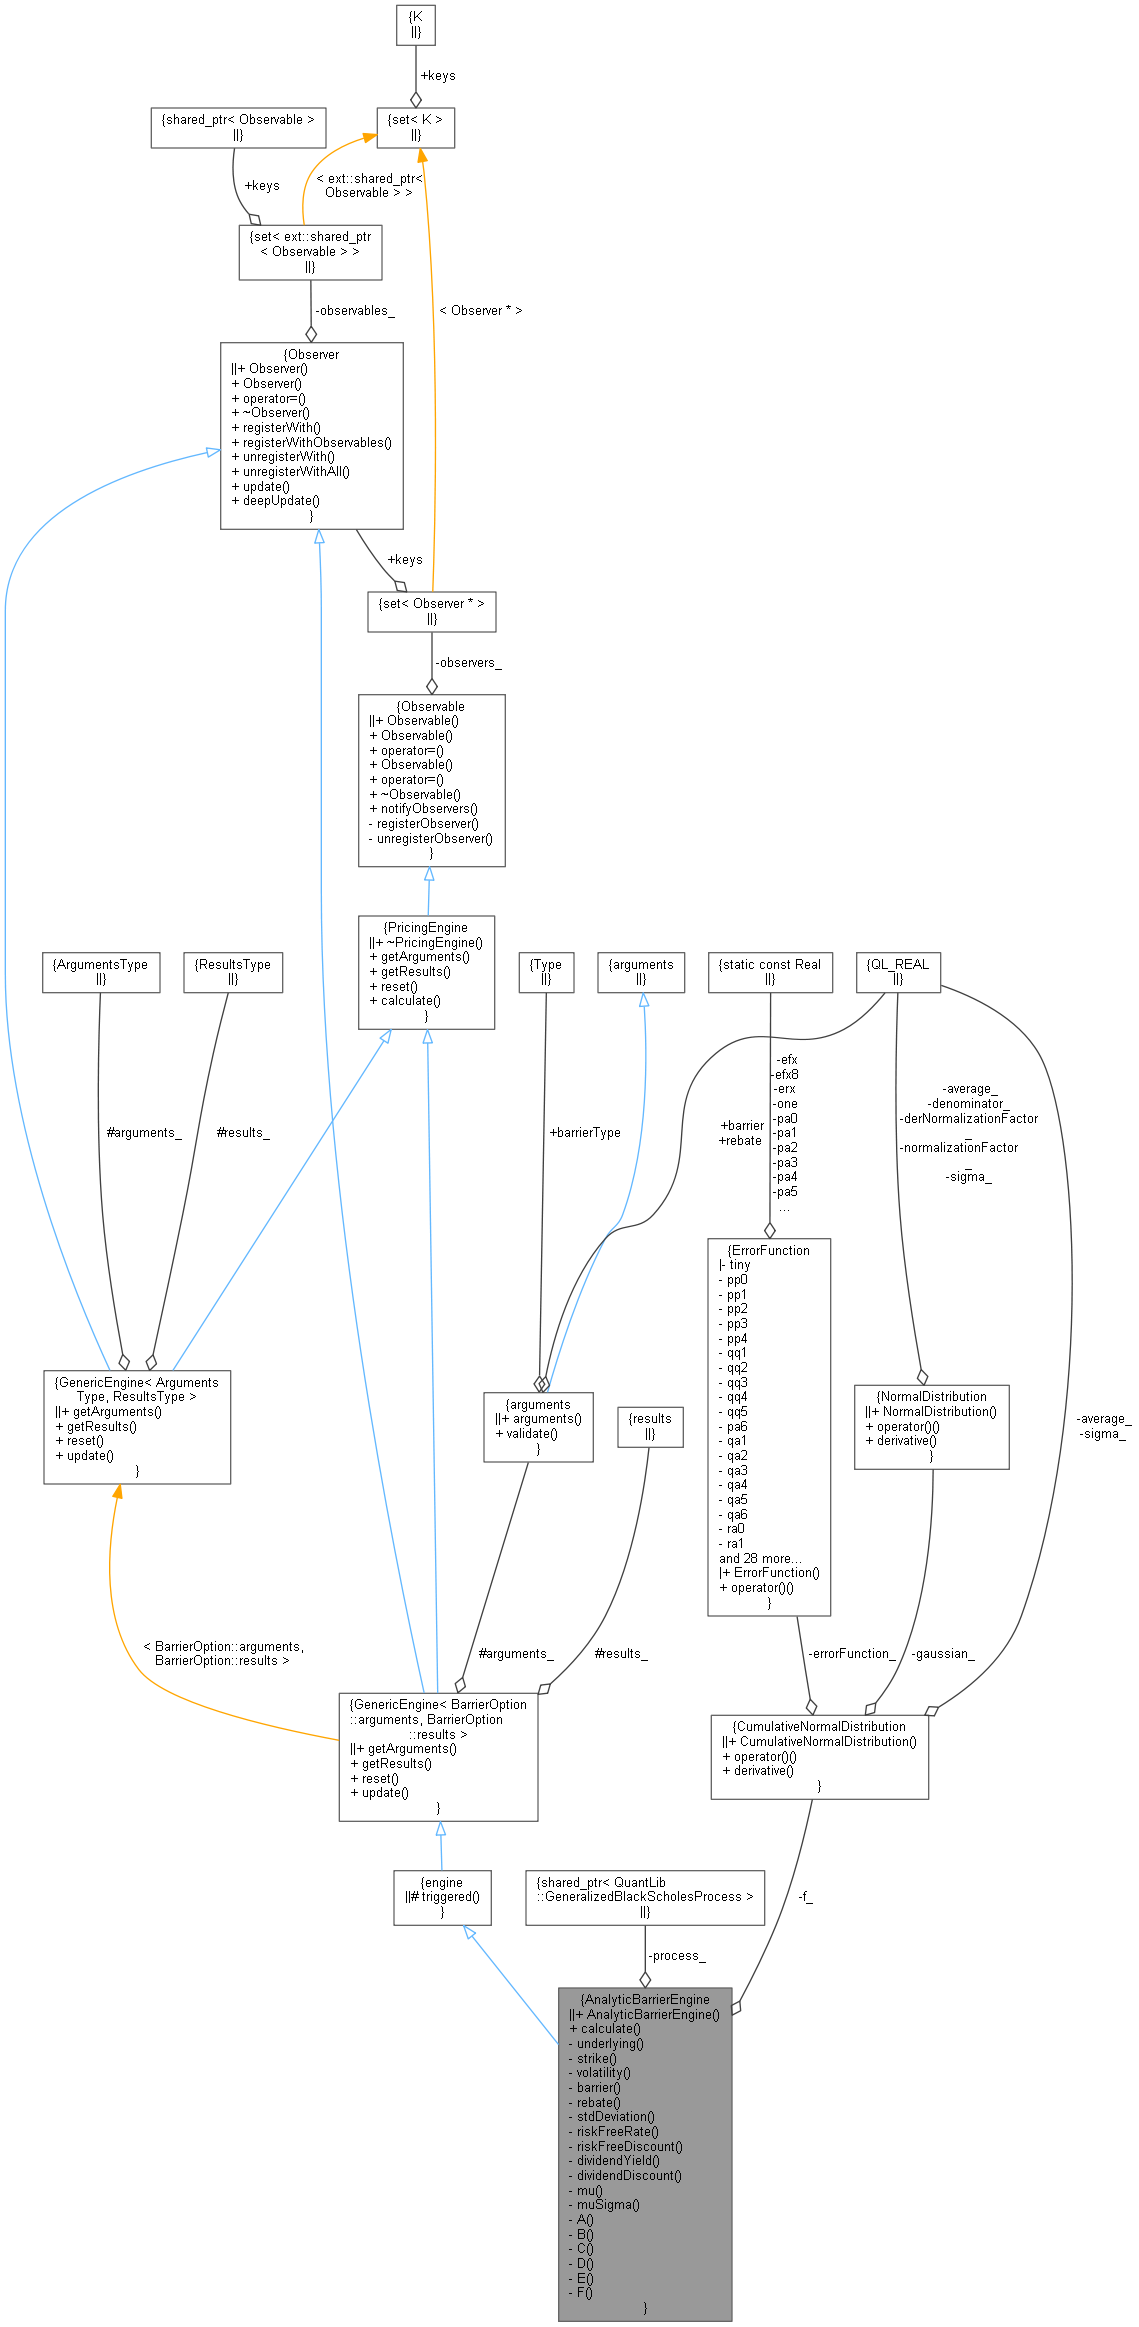 {K
||}
+keys
{shared_ptr< Observable >
||}
{set< K >
||}
+keys
< ext::shared_ptr<
Observable > >
{set< ext::shared_ptr
< Observable > >
||}
-observables_
< Observer * >
{Observer
||+ Observer()
+ Observer()
+ operator=()
+ ~Observer()
+ registerWith()
+ registerWithObservables()
+ unregisterWith()
+ unregisterWithAll()
+ update()
+ deepUpdate()
}
+keys
{set< Observer * >
||}
-observers_
{Observable
||+ Observable()
+ Observable()
+ operator=()
+ Observable()
+ operator=()
+ ~Observable()
+ notifyObservers()
- registerObserver()
- unregisterObserver()
}
{PricingEngine
||+ ~PricingEngine()
+ getArguments()
+ getResults()
+ reset()
+ calculate()
}
{ArgumentsType
||}
{ResultsType
||}
{Type
||}
{arguments
||}
{static const Real
||}
{QL_REAL
||}
#arguments_
#results_
+barrierType
+barrier
+rebate
-efx
-efx8
-erx
-one
-pa0
-pa1
-pa2
-pa3
-pa4
-pa5
...
-average_
-denominator_
-derNormalizationFactor
_
-normalizationFactor
_
-sigma_
{ErrorFunction
|- tiny
- pp0
- pp1
- pp2
- pp3
- pp4
- qq1
- qq2
- qq3
- qq4
- qq5
- pa6
- qa1
- qa2
- qa3
- qa4
- qa5
- qa6
- ra0
- ra1
and 28 more...
|+ ErrorFunction()
+ operator()()
}
{GenericEngine< Arguments
Type, ResultsType >
||+ getArguments()
+ getResults()
+ reset()
+ update()
}
{arguments
||+ arguments()
+ validate()
}
{results
||}
{NormalDistribution
||+ NormalDistribution()
+ operator()()
+ derivative()
}
-average_
-sigma_
< BarrierOption::arguments,
BarrierOption::results >
#arguments_
#results_
-errorFunction_
-gaussian_
{GenericEngine< BarrierOption
::arguments, BarrierOption
::results >
||+ getArguments()
+ getResults()
+ reset()
+ update()
}
{CumulativeNormalDistribution
||+ CumulativeNormalDistribution()
+ operator()()
+ derivative()
}
{engine
||# triggered()
}
{shared_ptr< QuantLib
::GeneralizedBlackScholesProcess >
||}
-f_
-process_
{AnalyticBarrierEngine
||+ AnalyticBarrierEngine()
+ calculate()
- underlying()
- strike()
- volatility()
- barrier()
- rebate()
- stdDeviation()
- riskFreeRate()
- riskFreeDiscount()
- dividendYield()
- dividendDiscount()
- mu()
- muSigma()
- A()
- B()
- C()
- D()
- E()
- F()
}